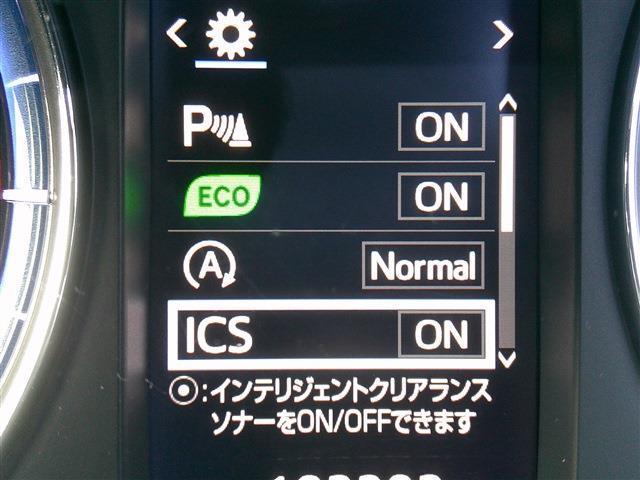 P ON
ECO ON
A Normal
ICS ON
:インテリジェントクリアランス
ソナーをON/OFFできます